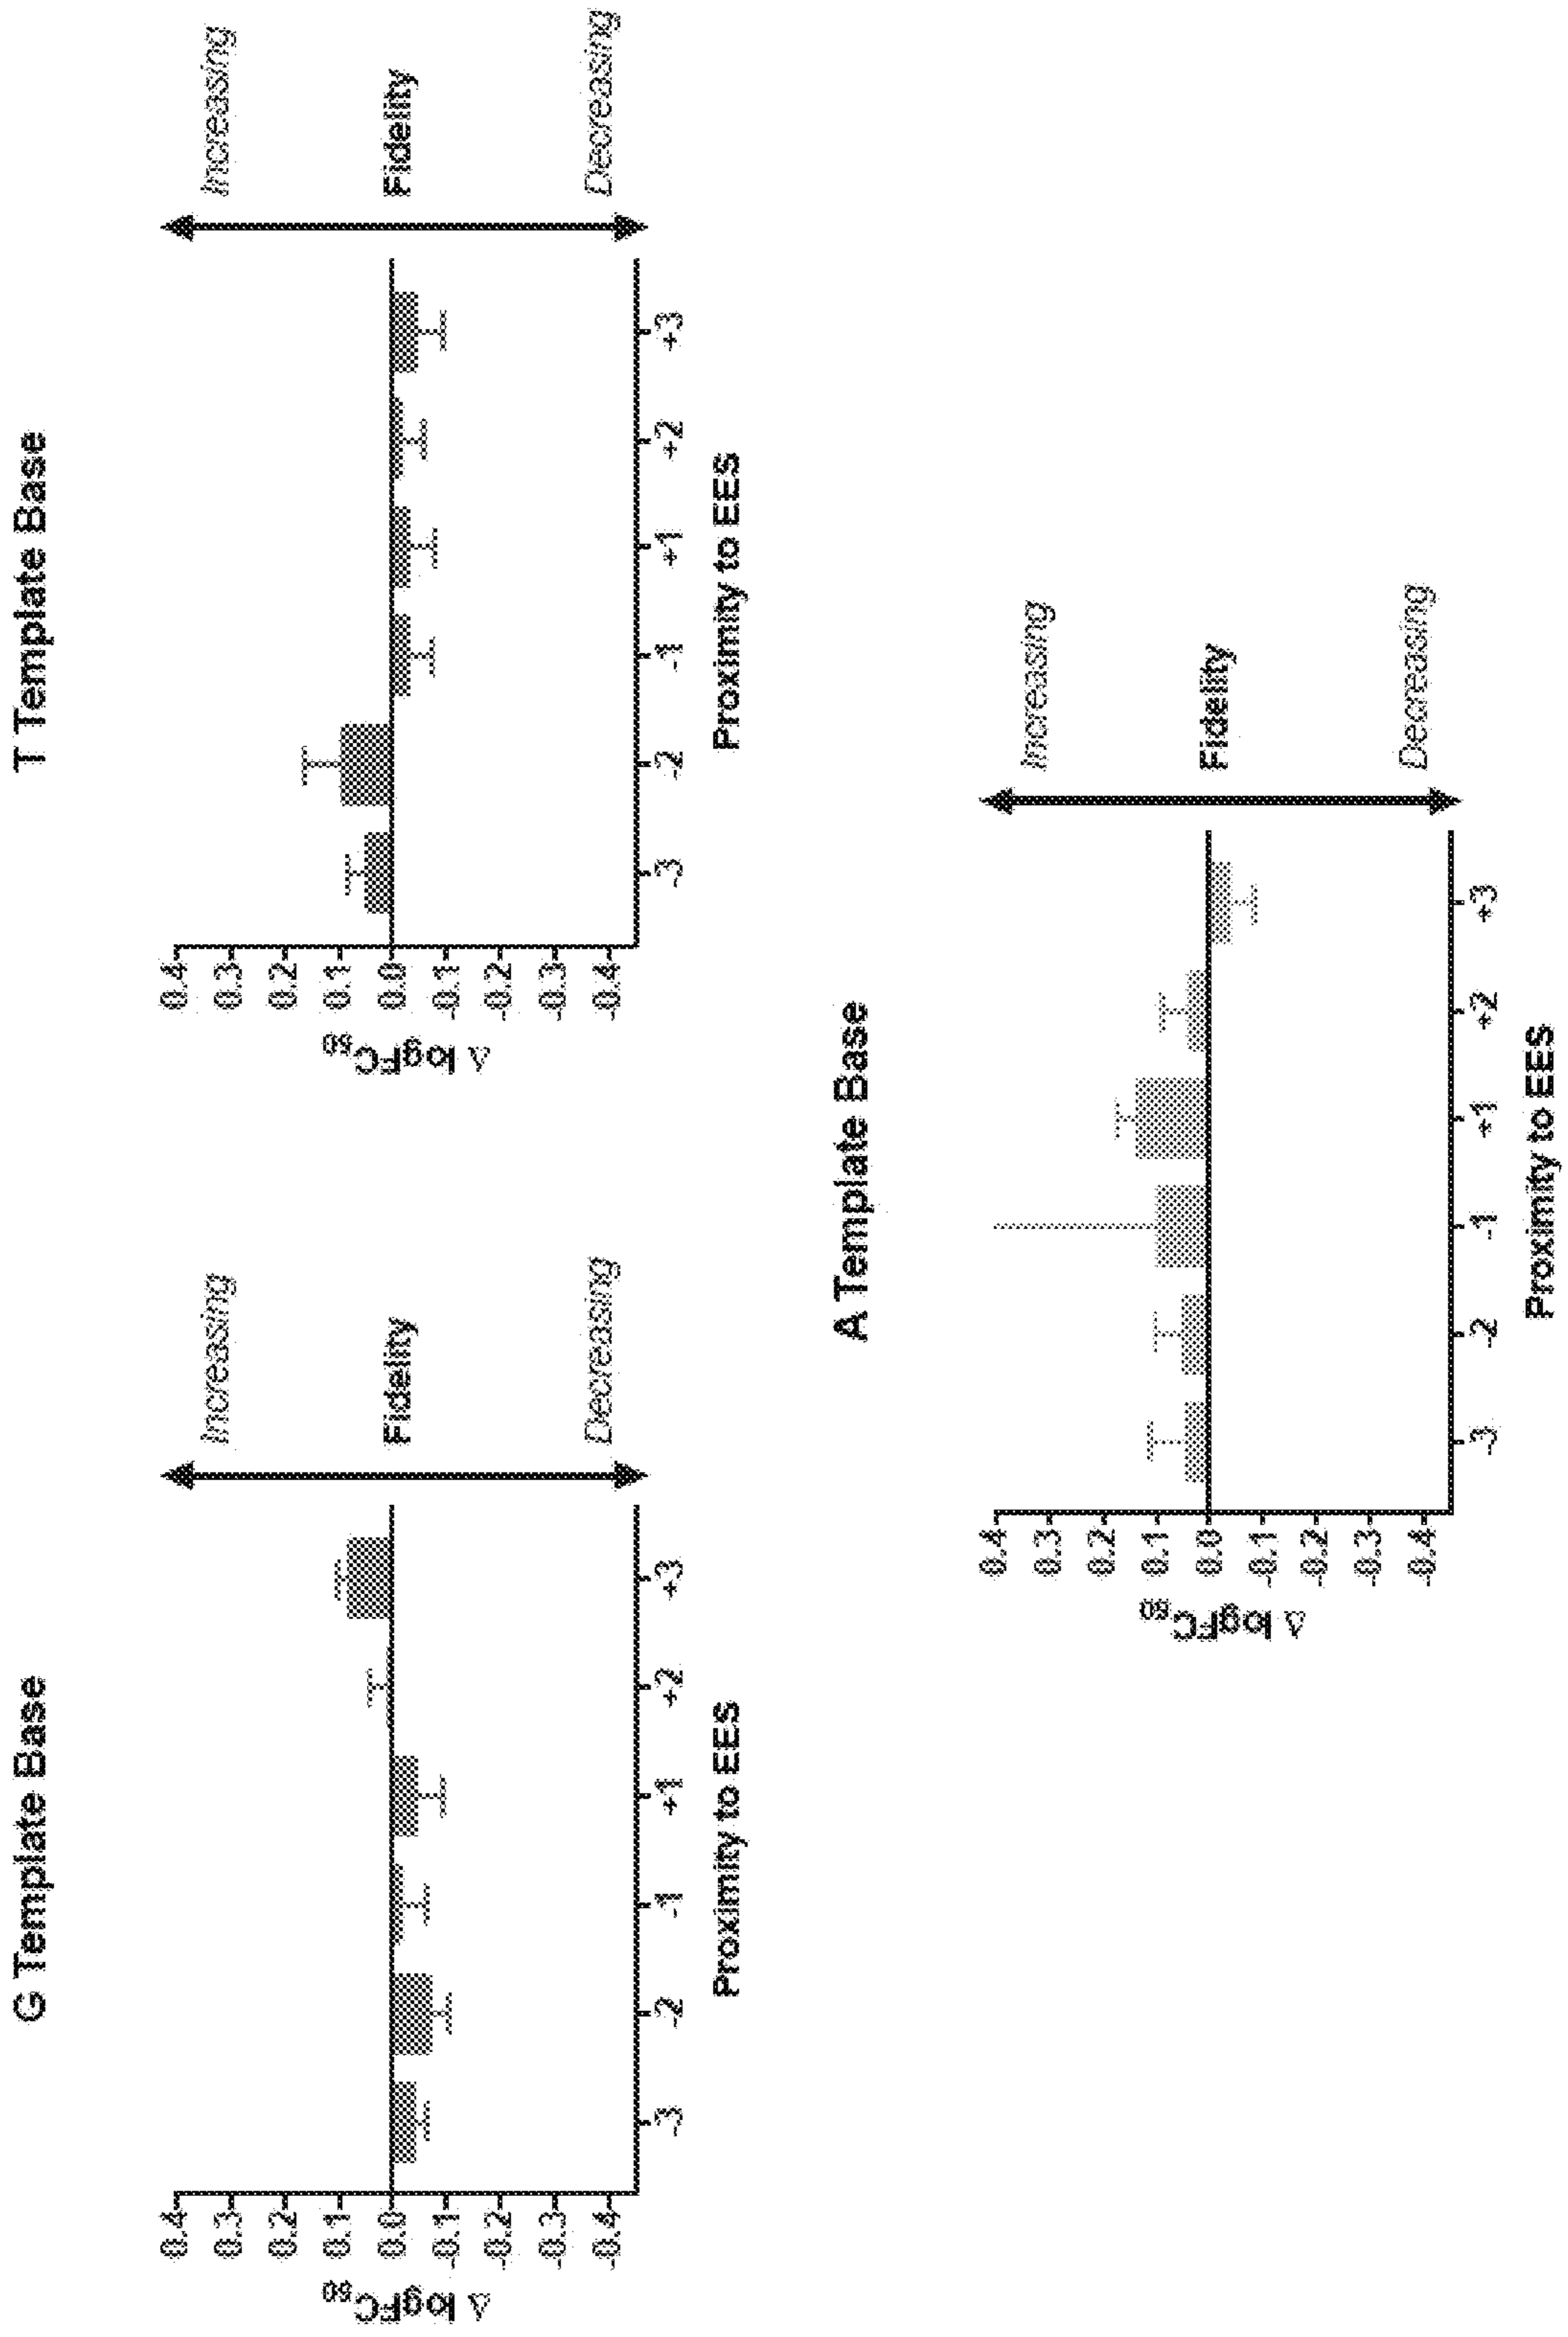 G Template Base
Δ logFC50
0.4
0.3
0.2
0.1
0.0
-0.1
-0.2
-0.3
-0.4
-3 -2 -1 +1 +2 +3
Proximity to EES
Increasing
Fidelity
Decreasing
T Template Base
Δ logFC50
0.4
0.3
0.2
0.1
0.0
-0.1
-0.2
-0.3
-0.4
-3 -2 -1 +1 +2 +3
Proximity to EES
Increasing
Fidelity
Decreasing
A Template Base
Δ logFC50
0.4
0.3
0.2
0.1
0.0
-0.1
-0.2
-0.3
-0.4
-3 -2 -1 +1 +2 +3
Proximity to EES
Increasing
Fidelity
Decreasing